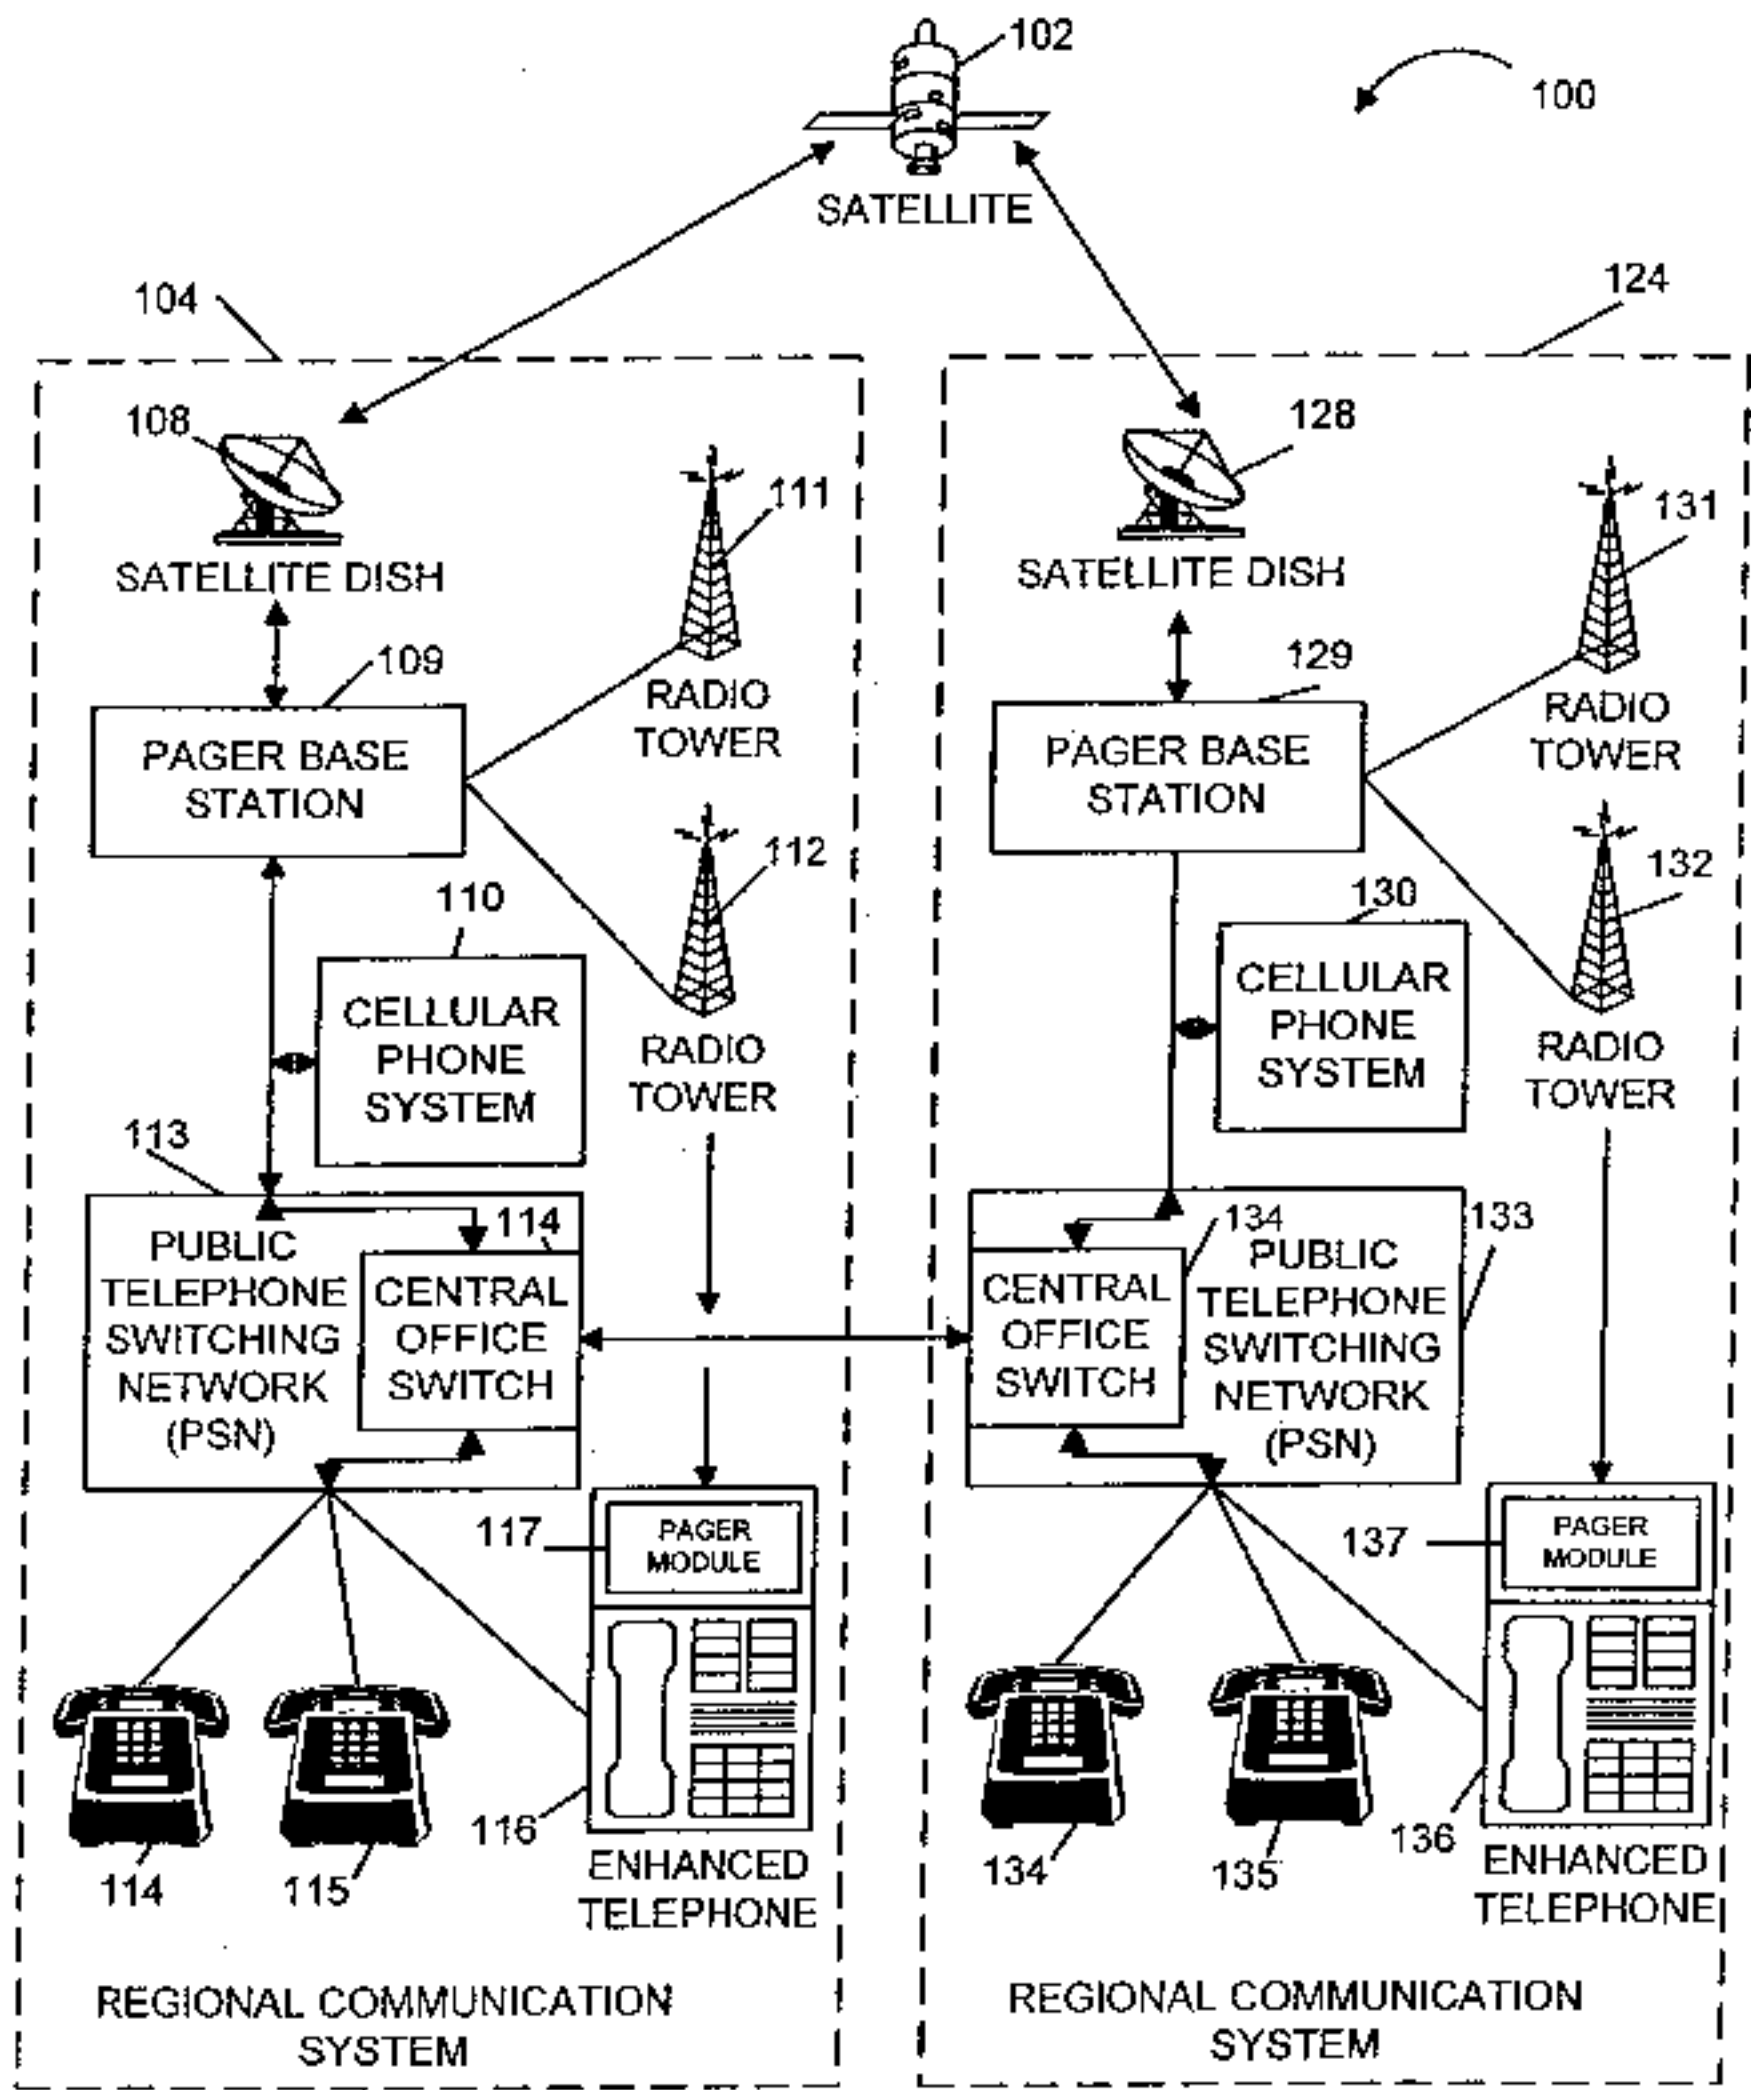 102
100
SATELLITE
104
124
108
128
111
131
SATELLITE DISH
SATELLITE DISH
109
129
RADIO
TOWER
RADIO
TOWER
PAGER BASE
STATION
PAGER BASE
STATION
112
132
110
130
CELLULAR
PHONE
SYSTEM
CELLULAR
PHONE
SYSTEM
RADIO
TOWER
RADIO
TOWER
113
114
134
133
PUBLIC
TELEPHONE
SWITCHING
NETWORK
(PSN)
CENTRAL
OFFICE
SWITCH
CENTRAL
OFFICE
SWITCH
PUBLIC
TELEPHONE
SWITCHING
NETWORK
(PSN)
117
PAGER
MODULE
137
PAGER
MODULE
114
115
116
ENHANCED
TELEPHONE
134
135
136
ENHANCED
TELEPHONE
REGIONAL COMMUNICATION
SYSTEM
REGIONAL COMMUNICATION
SYSTEM